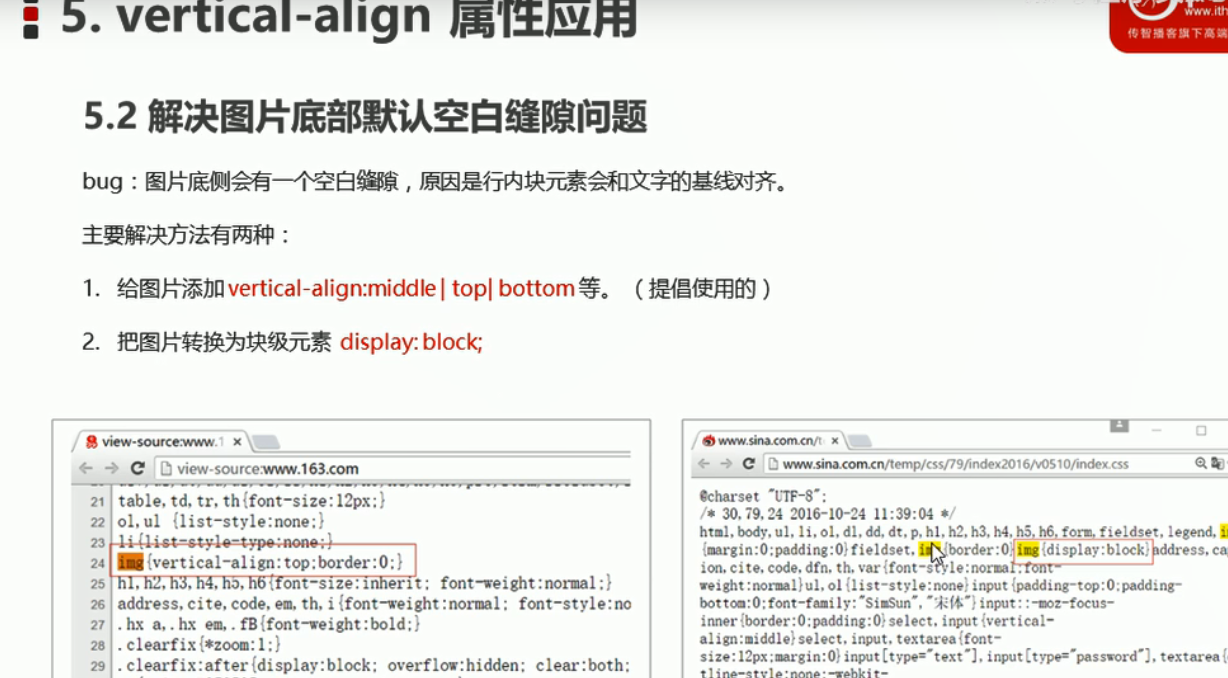 5. vertical-align 属性应用
传智播客旗下高端
5.2 解决图片底部默认空白缝隙问题
bug：图片底侧会有一个空白缝隙，原因是行内块元素会和文字的基线对齐。
主要解决方法有两种：
1. 给图片添加vertical-align:middle | top| bottom等。（提倡使用的）
2. 把图片转换为块级元素 display: block;
view-source:www.1
view-source:www.163.com
21 table,td,tr,th{font-size:12px;}
22 ol,ul {list-style:none;}
23 li{list-style-type:none;}
24 img{vertical-align:top;border:0;}
25 h1,h2,h3,h4,h5,h6{font-size:inherit; font-weight:normal;}
26 address,cite,code,em,th,i{font-weight:normal; font-style:no
27 .hx a,.hx em,.fB{font-weight:bold;}
28 .clearfix{*zoom:1;}
29 .clearfix:after{display:block; overflow:hidden; clear:both;
www.sina.com.cn/t
www.sina.com.cn/temp/css/79/index2016/v0510/index.css
@charset "UTF-8";
/* 30,79,24 2016-10-24 11:39:04 */
html,body,ul,li,ol,dl,dd,dt,p,h1,h2,h3,h4,h5,h6,form,fieldset,legend,i
{margin:0;padding:0}fieldset,img{border:0}img{display:block}address,ca
ion,cite,code,dfn,th,var{font-style:normal;font-
weight:normal}ul,ol{list-style:none}input{padding-top:0;padding-
bottom:0;font-family:"SimSun","宋体"}input::-moz-focus-
inner{border:0;padding:0}select,input{vertical-
align:middle}select,input,textarea{font-
size:12px;margin:0}input[type="text"],input[type="password"],textarea{
tline-style:none;-webkit-